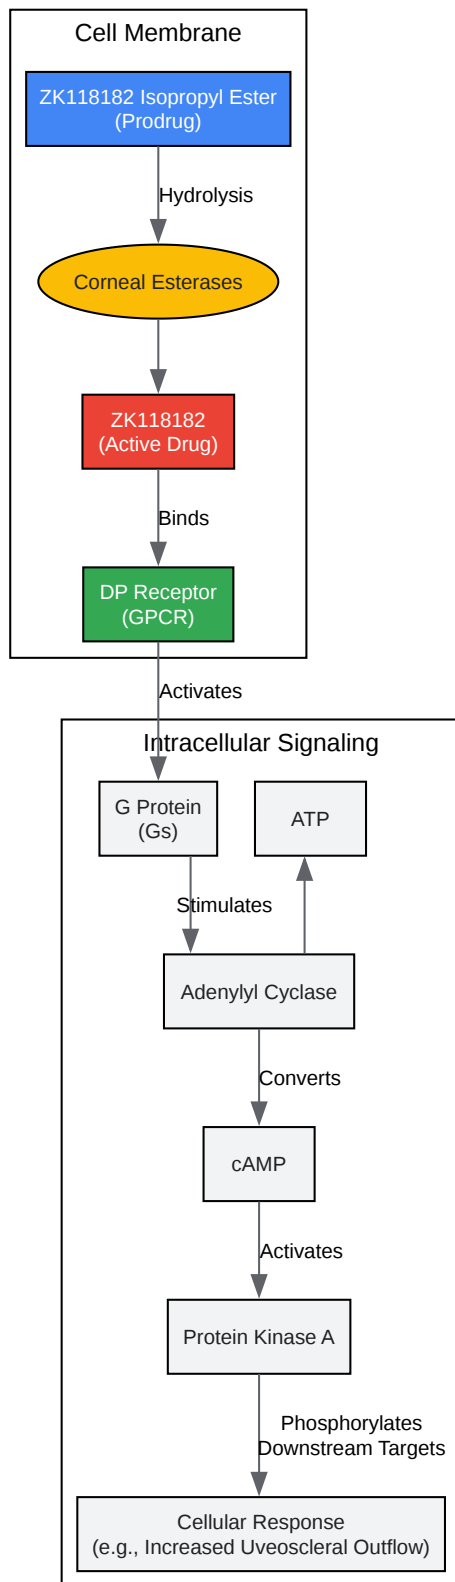 Cell Membrane
ZK118182 Isopropyl Ester
(Prodrug)
Hydrolysis
Corneal Esterases
ZK118182
(Active Drug)
Binds
DP Receptor
(GPCR)
Activates
Intracellular Signaling
G Protein
(Gs)
ATP
Stimulates
Adenylyl Cyclase
Converts
cAMP
Activates
Protein Kinase A
Phosphorylates
Downstream Targets
Cellular Response
(e.g., Increased Uveoscleral Outflow)